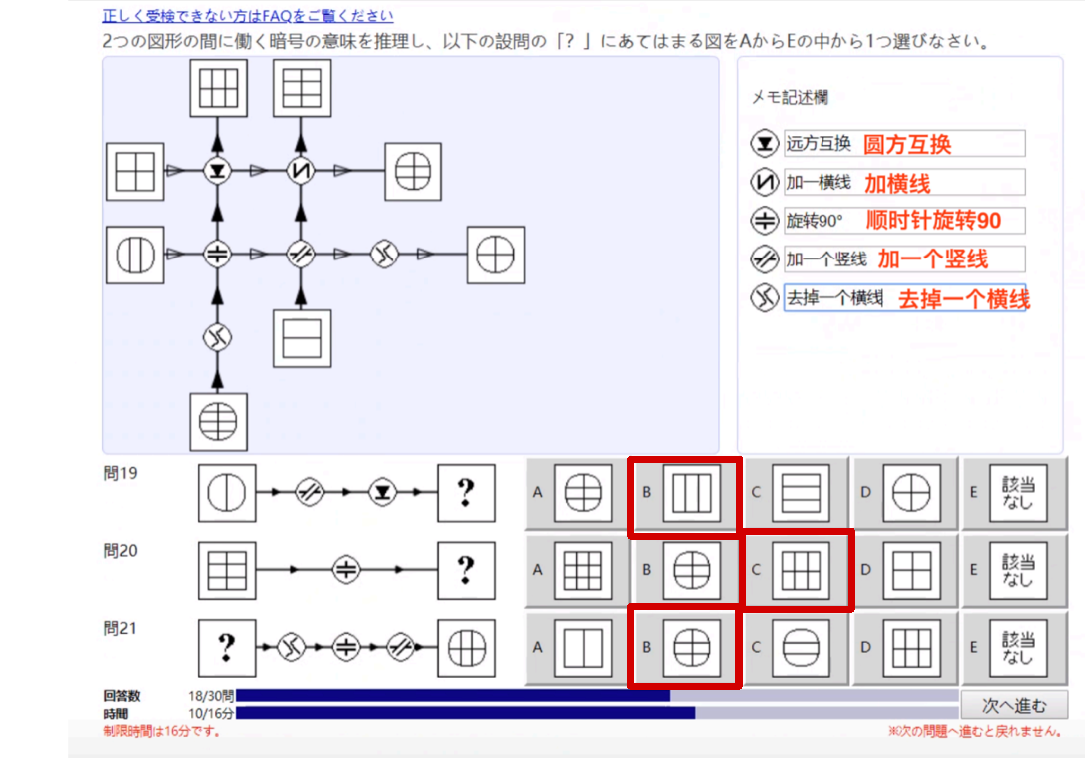 正しく受検できない方はFAQをご覧ください
2つの図形の間に働く暗号の意味を推理し、以下の設問の「？」にあてはまる図をAからEの中から1つ選びなさい。
メモ記述欄
远方互换 圆方互换
加一横线 加横线
旋转90° 顺时针旋转90
加一个竖线 加一个竖线
去掉一个横线 去掉一个横线
問19 ? A B C D E 該当なし
問20 ? A B C D E 該当なし
問21 ? A B C D E 該当なし
回答数 18/30問
時間 10/16分
次へ進む
制限時間は16分です。
※次の問題へ進むと戻れません。